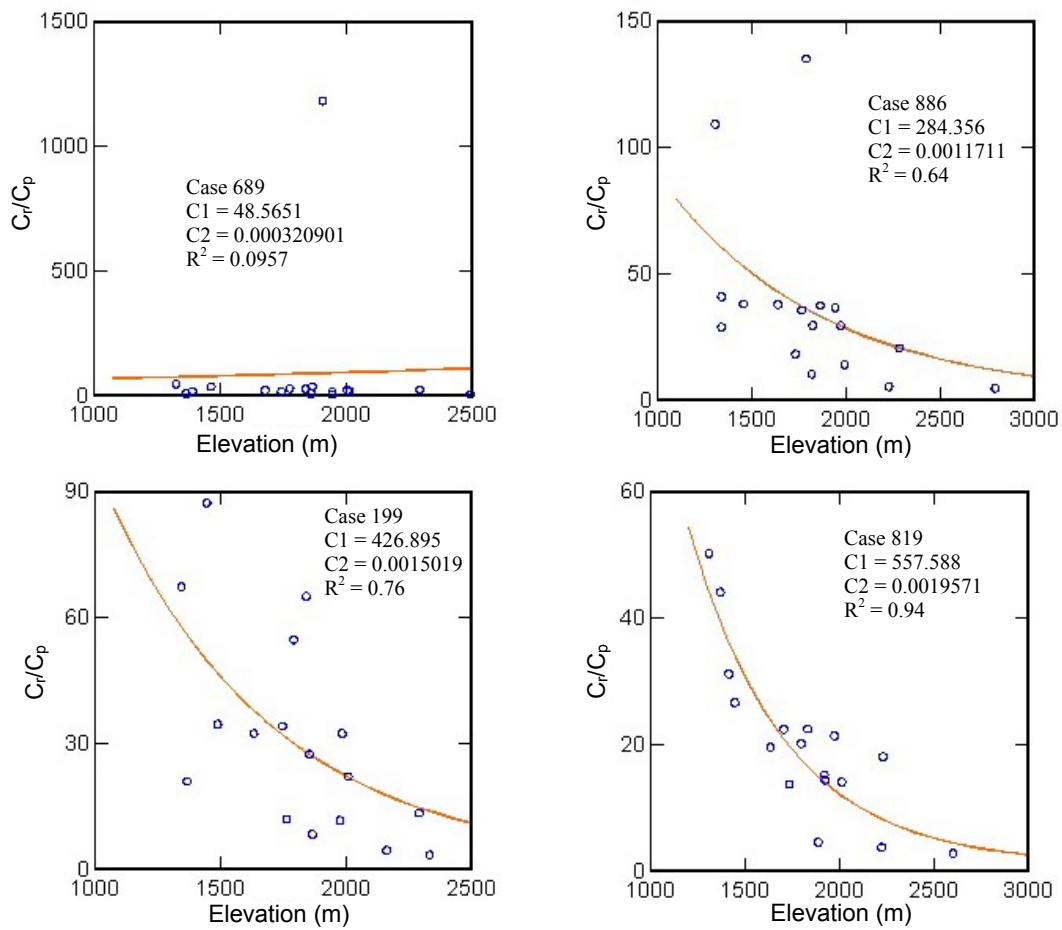 1500
1000
500
0
Cr/Cp
Case 689
C1 = 48.5651
C2 = 0.000320901
R² = 0.0957
1000 1500 2000 2500
Elevation (m)
150
100
50
0
Cr/Cp
Case 886
C1 = 284.356
C2 = 0.0011711
R² = 0.64
1000 1500 2000 2500 3000
Elevation (m)
90
60
30
0
Cr/Cp
Case 199
C1 = 426.895
C2 = 0.0015019
R² = 0.76
1000 1500 2000 2500
Elevation (m)
60
40
20
0
Cr/Cp
Case 819
C1 = 557.588
C2 = 0.0019571
R² = 0.94
1000 1500 2000 2500 3000
Elevation (m)